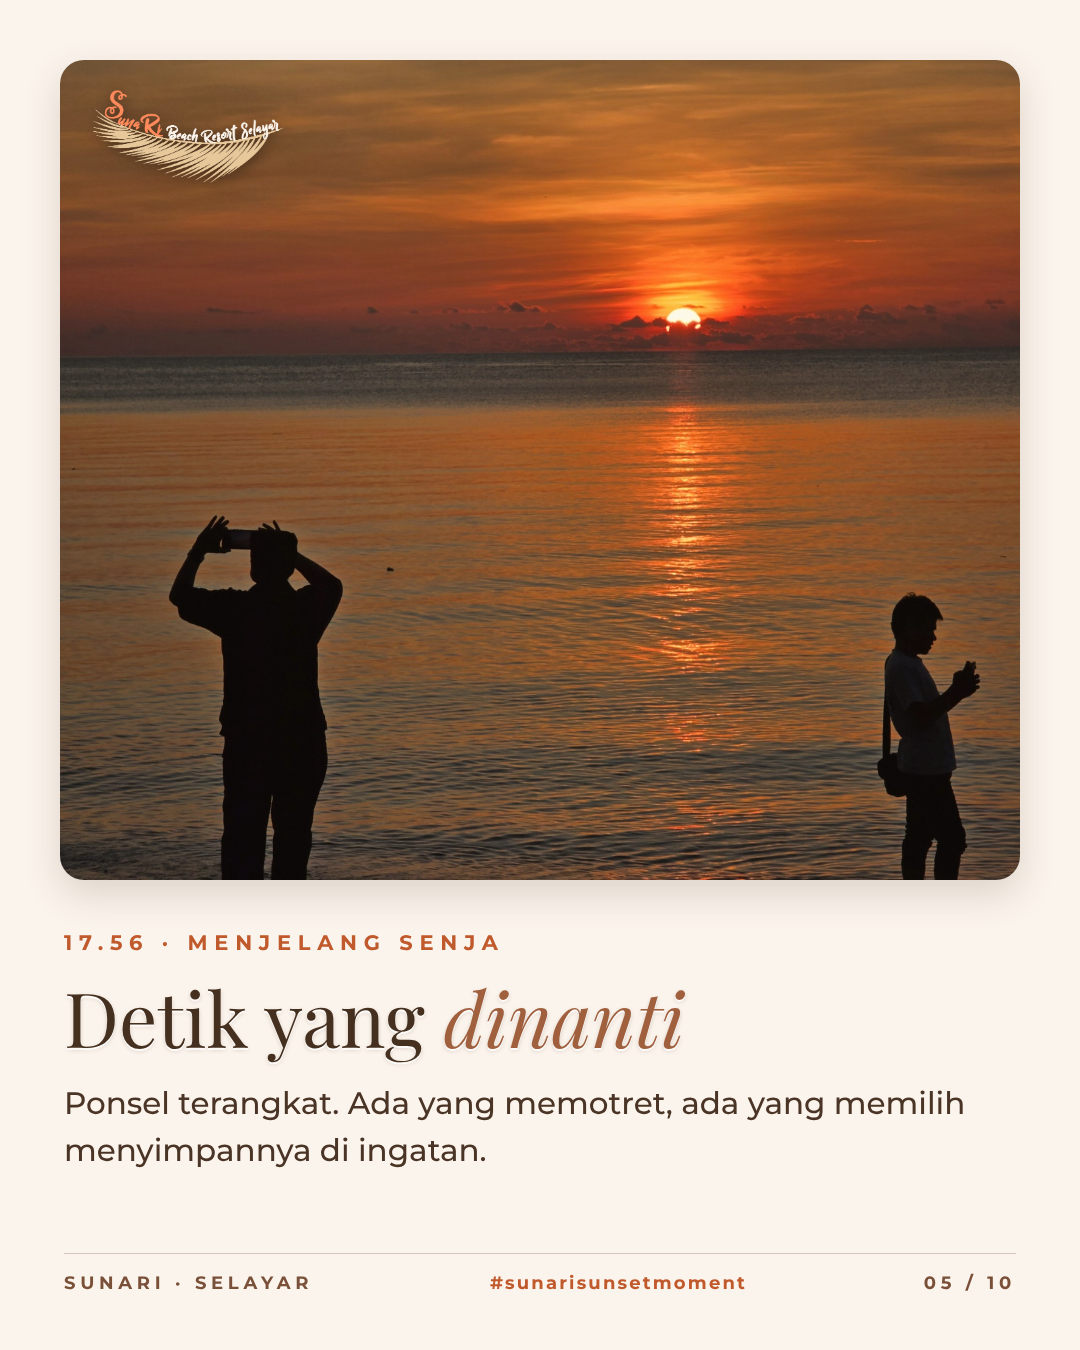 SunaRi Beach Resort Selayar
17.56 · MENJELANG SENJA
Detik yang dinanti
Ponsel terangkat. Ada yang memotret, ada yang memilih
menyimpannya di ingatan.
SUNARI · SELAYAR #sunarisunsetmoment 05 / 10